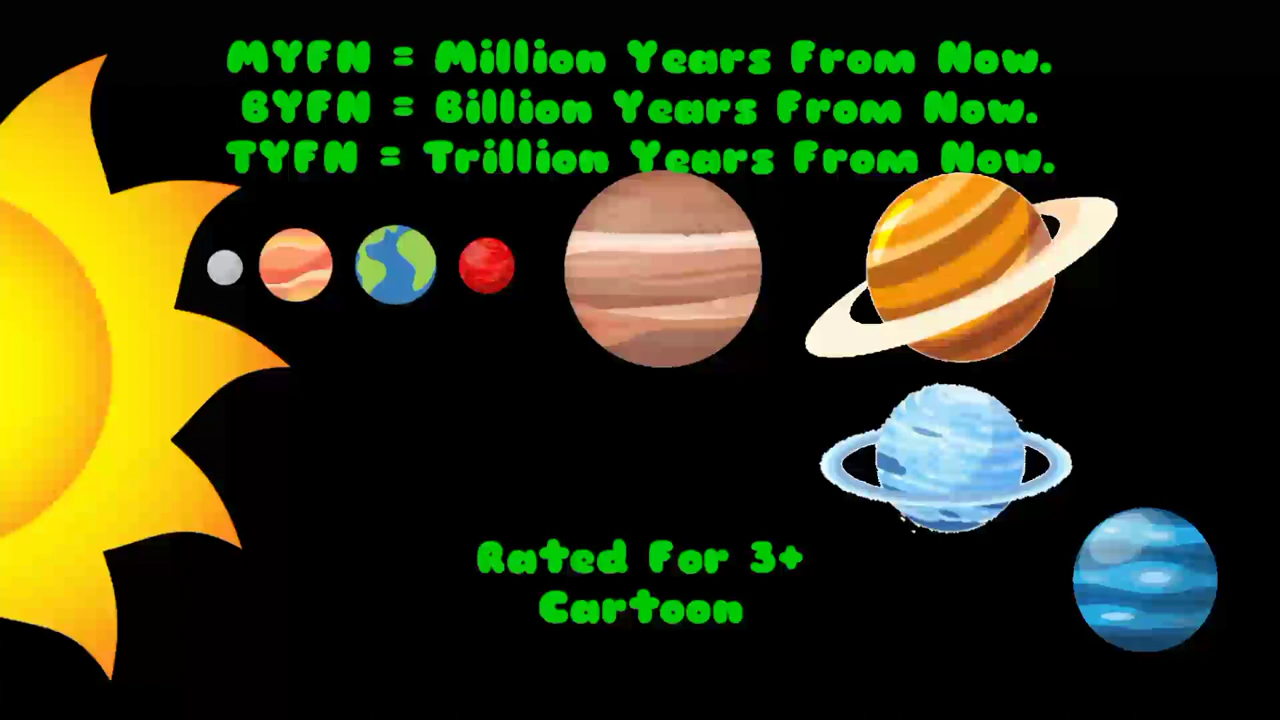 MYFN = Million Years From Now.
BYFN = Billion Years From Now.
TYFN = Trillion Years From Now.
Rated For 3+
Cartoon